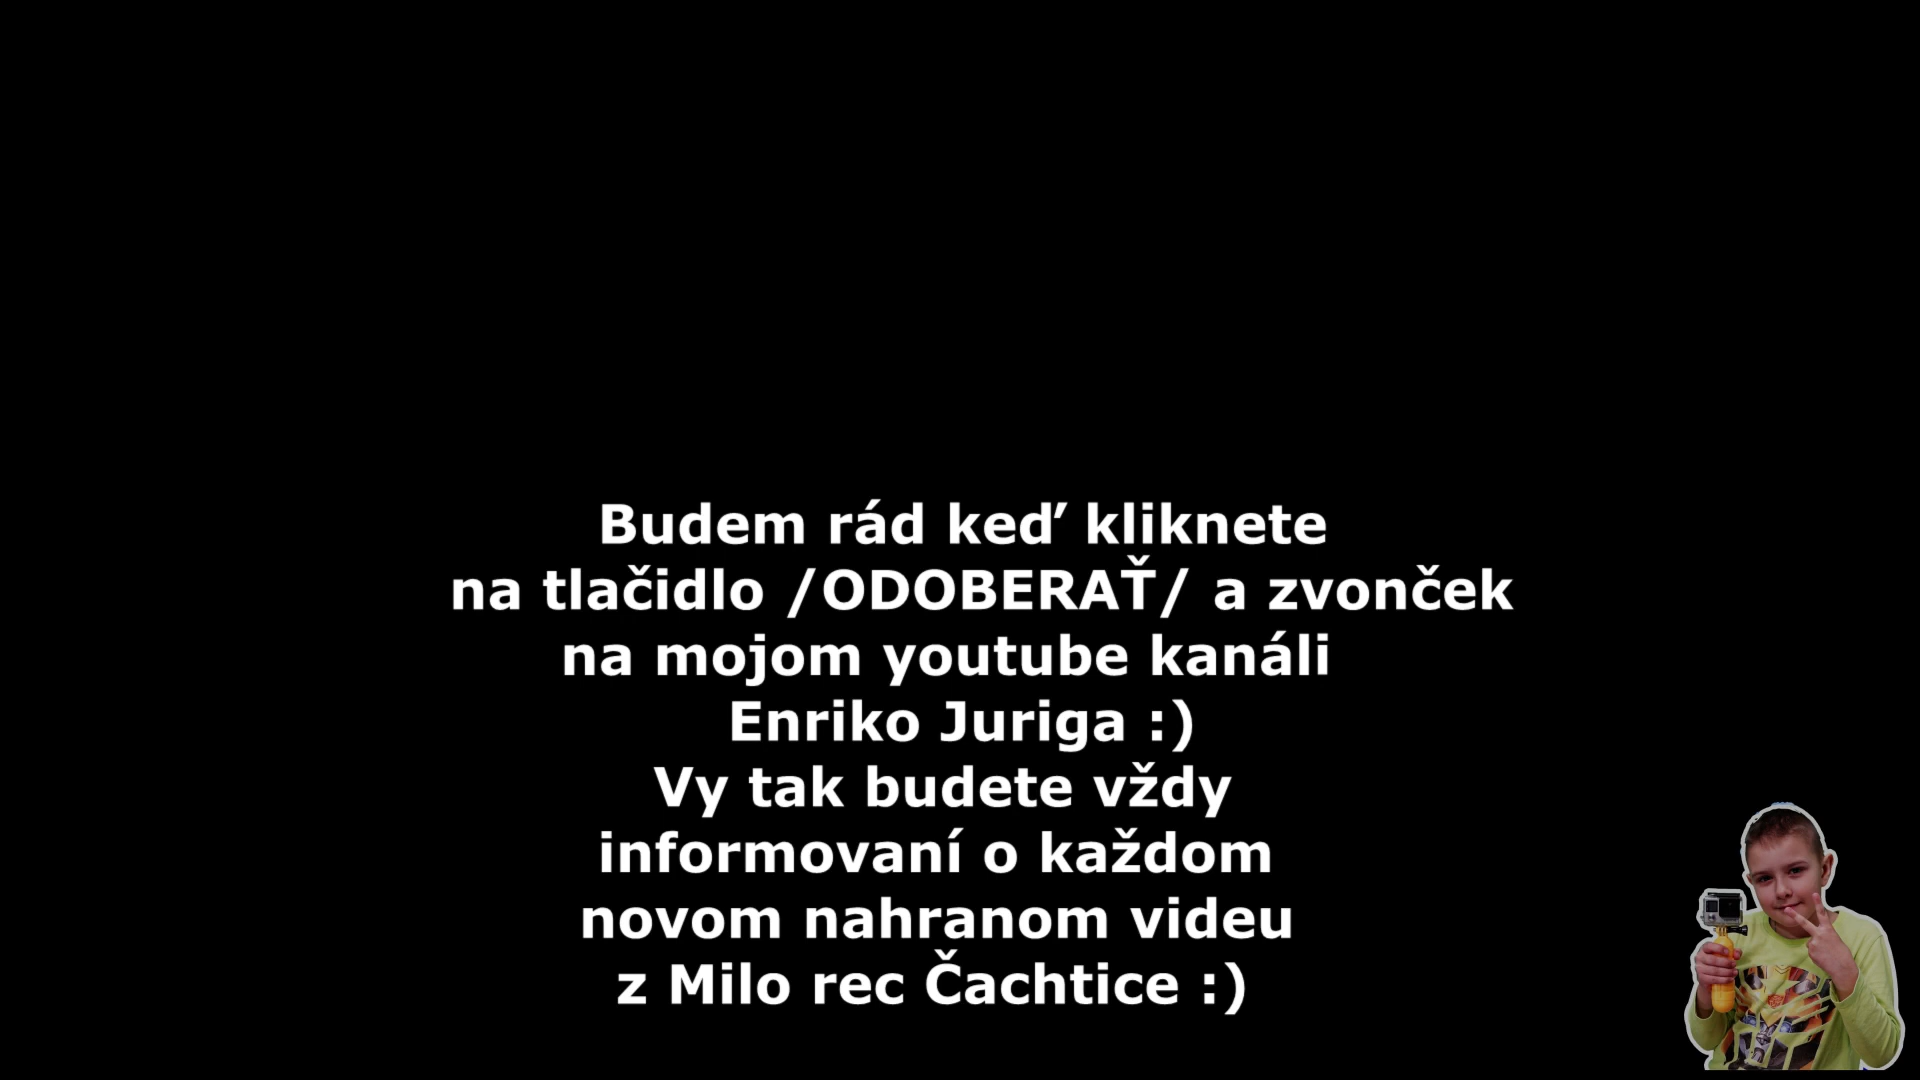 Budem rád keď kliknete
na tlačidlo /ODOBERAŤ/ a zvonček
na mojom youtube kanáli
Enriko Juriga :)
Vy tak budete vždy
informovaní o každom
novom nahranom videu
z Milo rec Čachtice :)